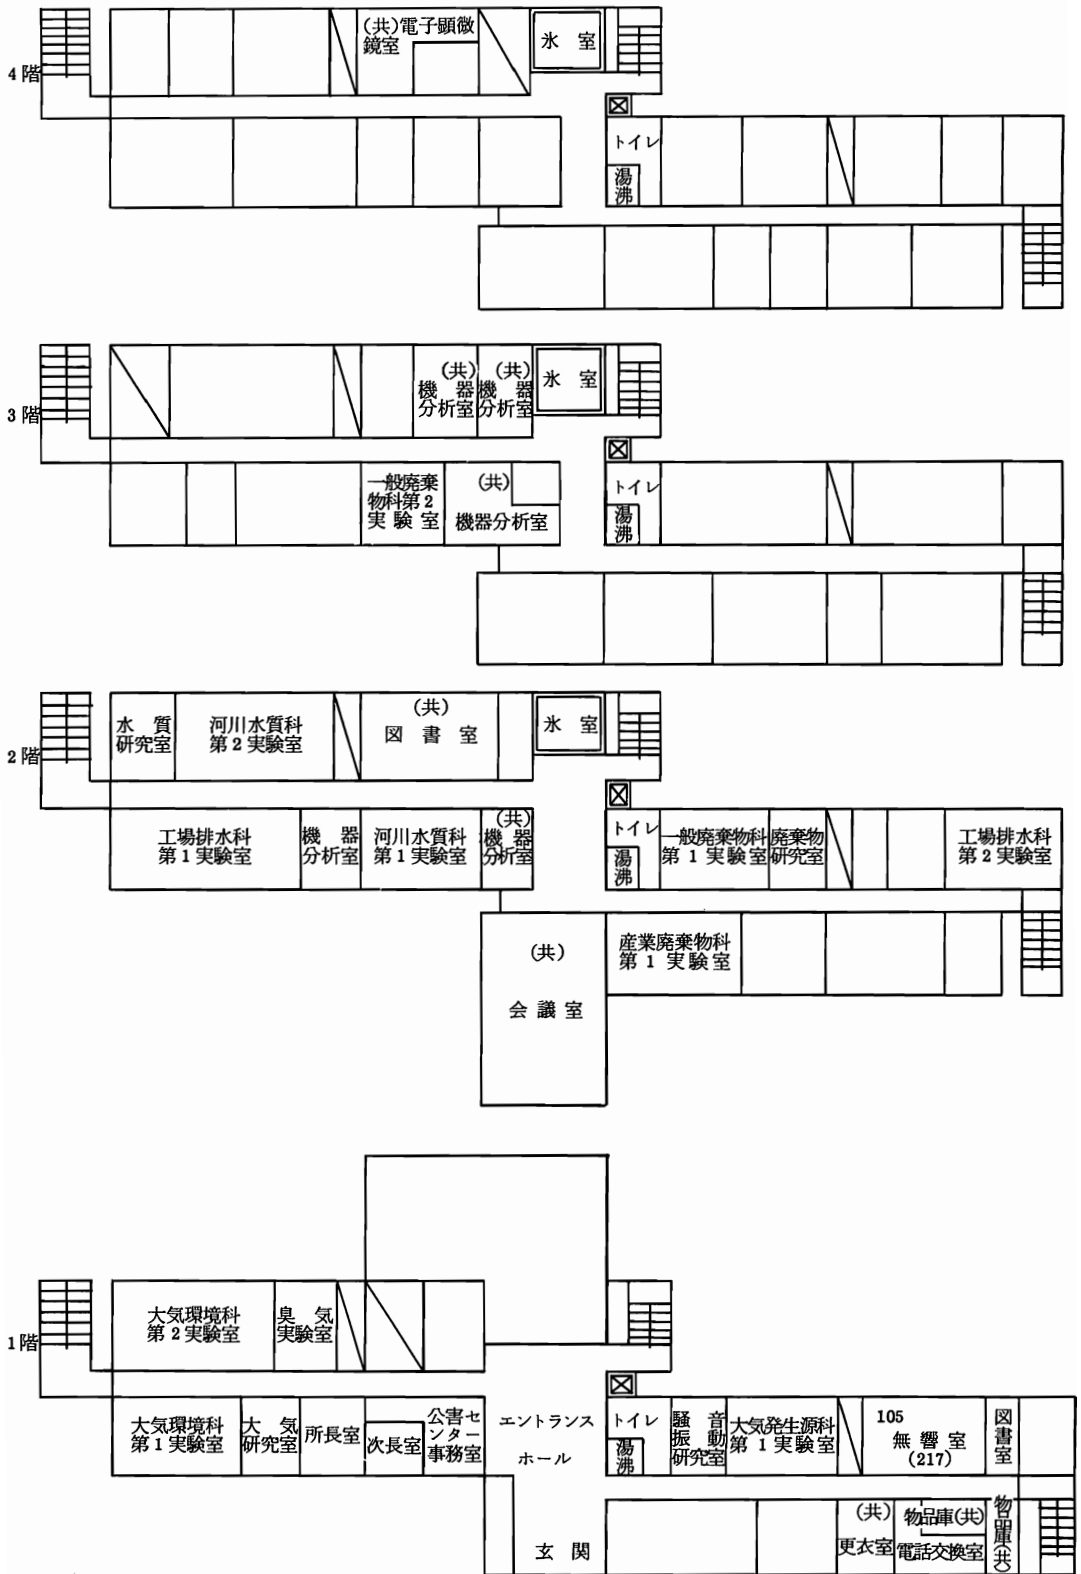 4階
(共)電子顕微
鏡室
氷 室
トイレ
湯
沸
3階
(共)
機 器
分析室
(共)
機 器
分析室
氷 室
一般廃棄
物科第2
実 験 室
(共)
機器分析室
トイレ
湯
沸
2階
水 質
研究室
河川水質科
第2実験室
(共)
図 書 室
氷 室
工場排水科
第1実験室
機 器
分析室
河川水質科
第1実験室
(共)
機 器
分析室
トイレ
湯
沸
一般廃棄物科
第 1 実験室
廃棄物
研究室
工場排水科
第2実験室
(共)
会 議 室
産業廃棄物科
第 1 実験室
1階
大気環境科
第2実験室
臭 気
実験室
大気環境科
第1実験室
大 気
研究室
所長室
次長室
公害セ
ンター
事務室
エントランス
ホール
玄 関
トイレ
湯
沸
騒 音
振 動
研究室
大気発生源科
第1実験室
105
無 響 室
(217)
図
書
室
(共)
更衣室
物品庫(共)
電話交換室
物品庫(共)